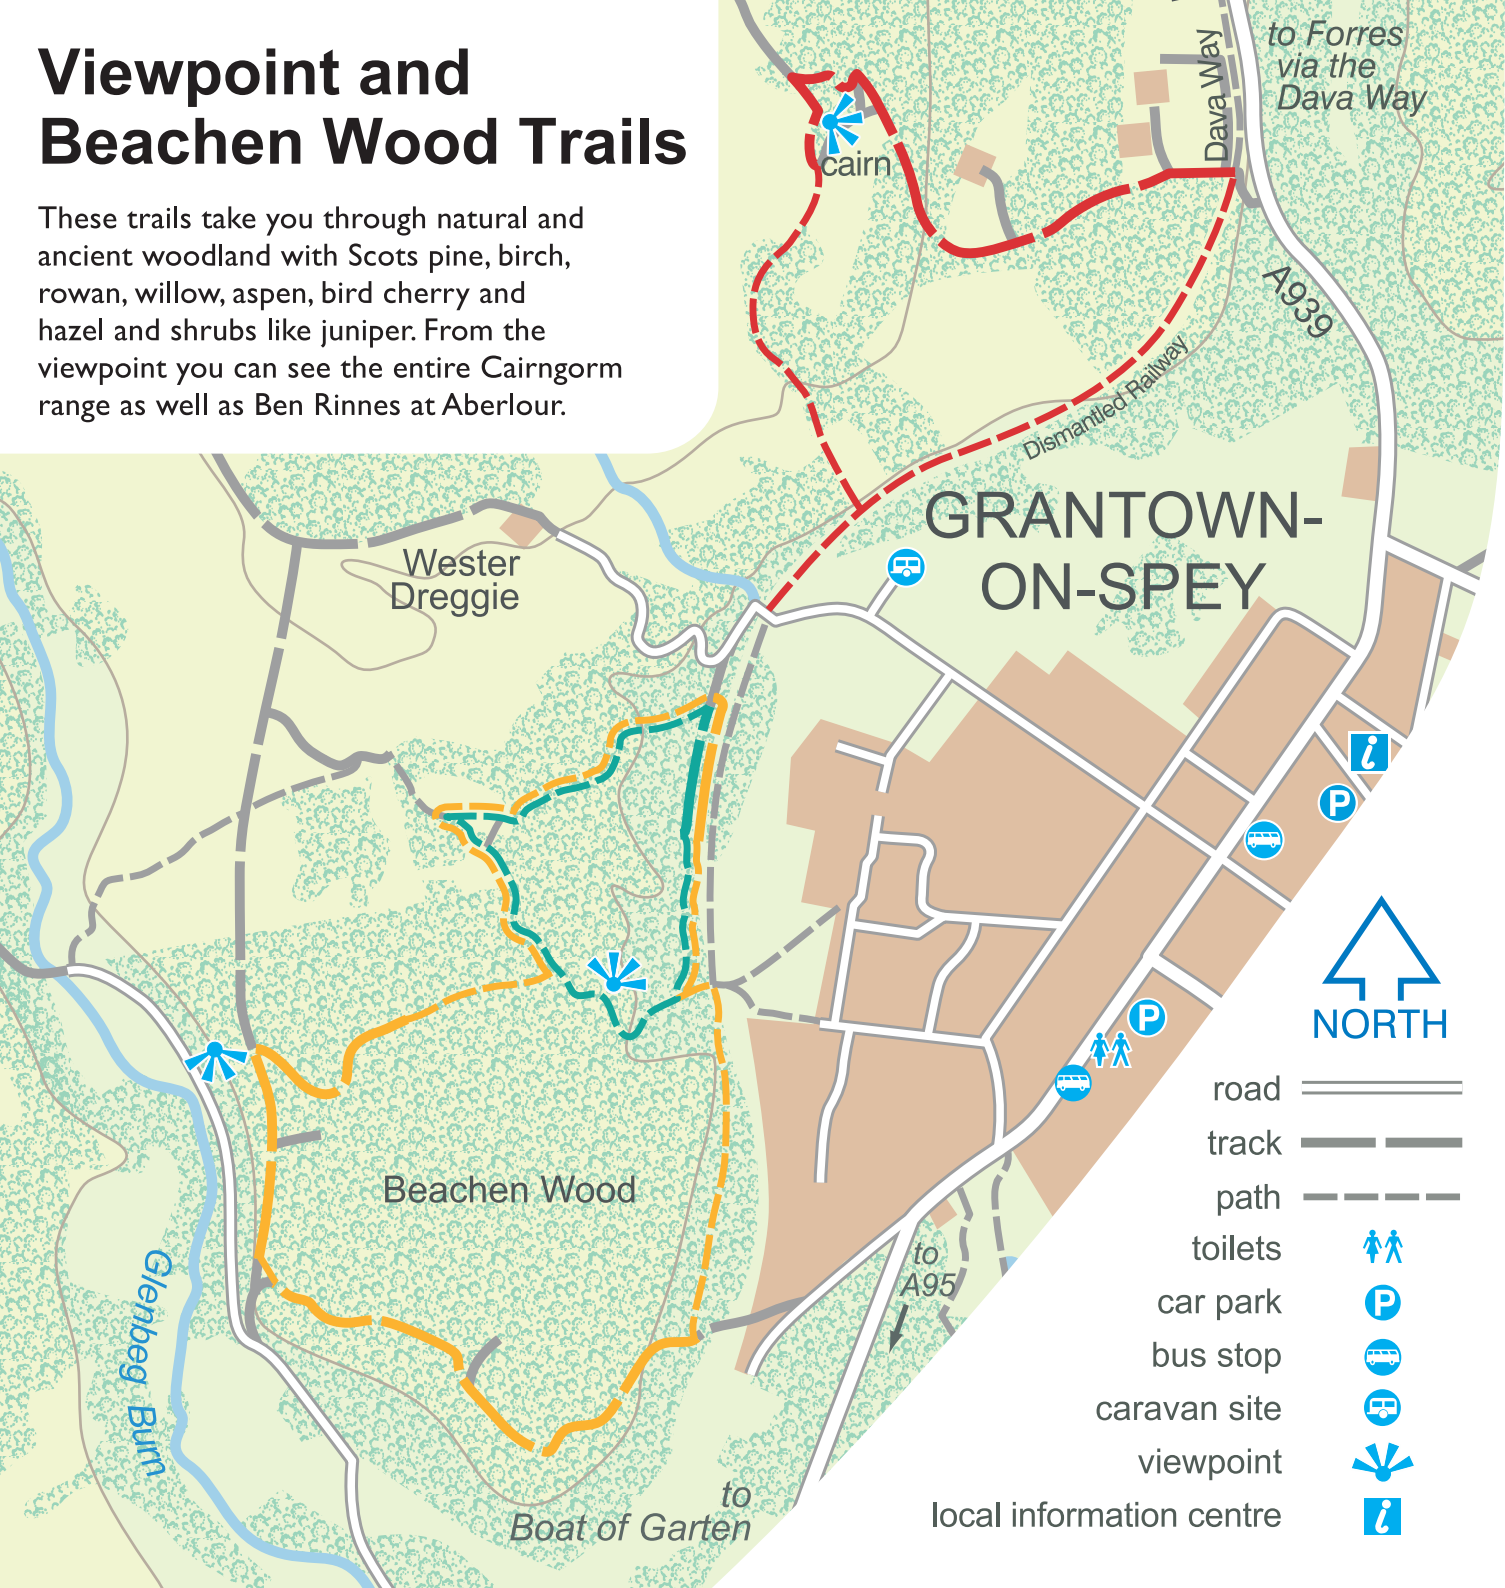 Viewpoint and
Beachen Wood Trails
These trails take you through natural and
ancient woodland with Scots pine, birch,
rowan, willow, aspen, bird cherry and
hazel and shrubs like juniper. From the
viewpoint you can see the entire Cairngorm
range as well as Ben Rinnes at Aberlour.
to Forres
via the
Dava Way
Dava Way
cairn
A939
Dismantled Railway
GRANTOWN-
ON-SPEY
Wester
Dreggie
i
P
NORTH
P
Beachen Wood
Glenbeg Burn
to
A95
to
Boat of Garten
road
track
path
toilets
car park
P
bus stop
caravan site
viewpoint
local information centre
i